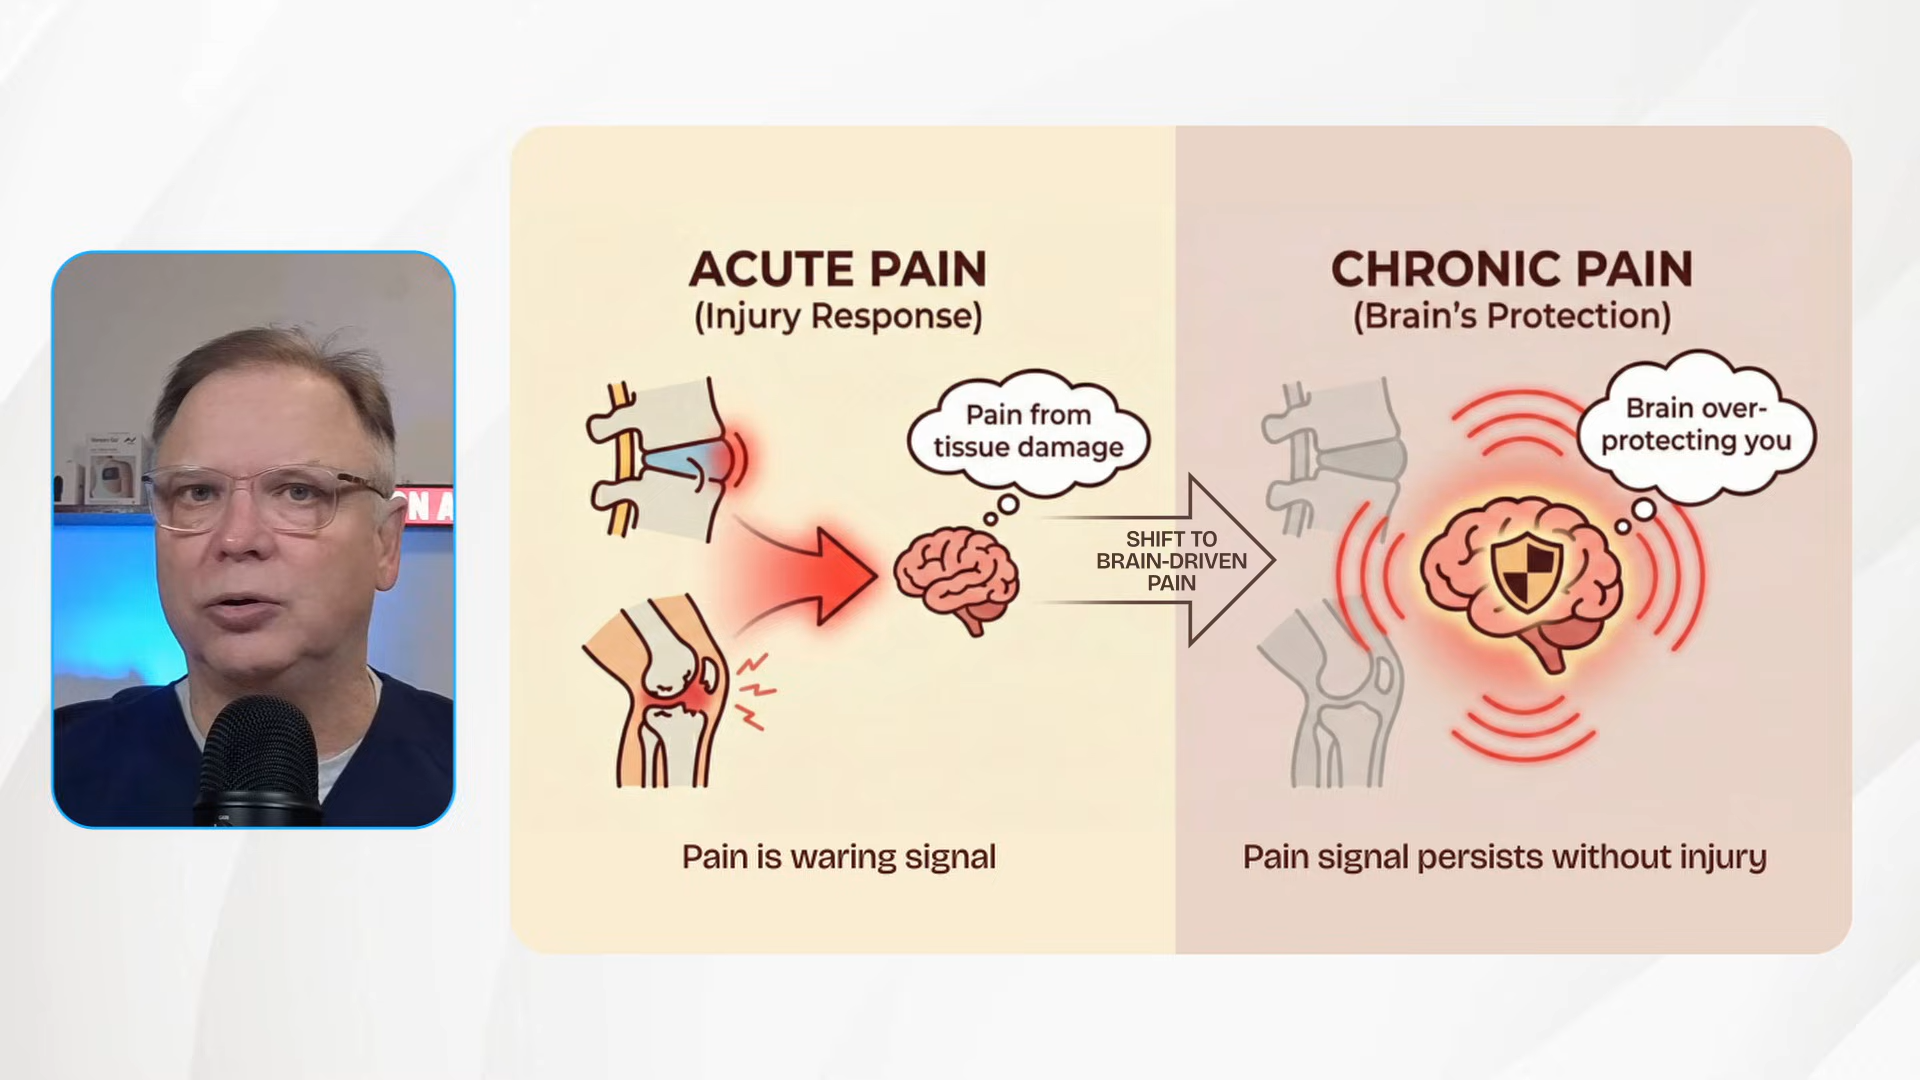 ON A
ACUTE PAIN
(Injury Response)
Pain from
tissue damage
SHIFT TO
BRAIN-DRIVEN
PAIN
Pain is waring signal
CHRONIC PAIN
(Brain's Protection)
Brain over-
protecting you
Pain signal persists without injury